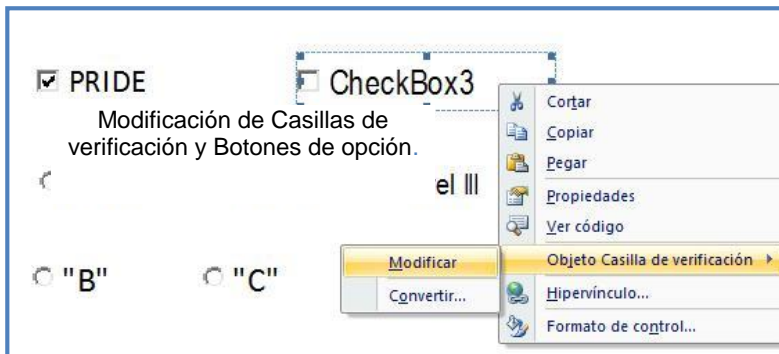 PRIDE
CheckBox3
Modificación de Casillas de
verificación y Botones de opción.
el III
"B"
"C"
Cortar
Copiar
Pegar
Propiedades
Ver código
Objeto Casilla de verificación
Modificar
Convertir...
Hipervínculo...
Formato de control...